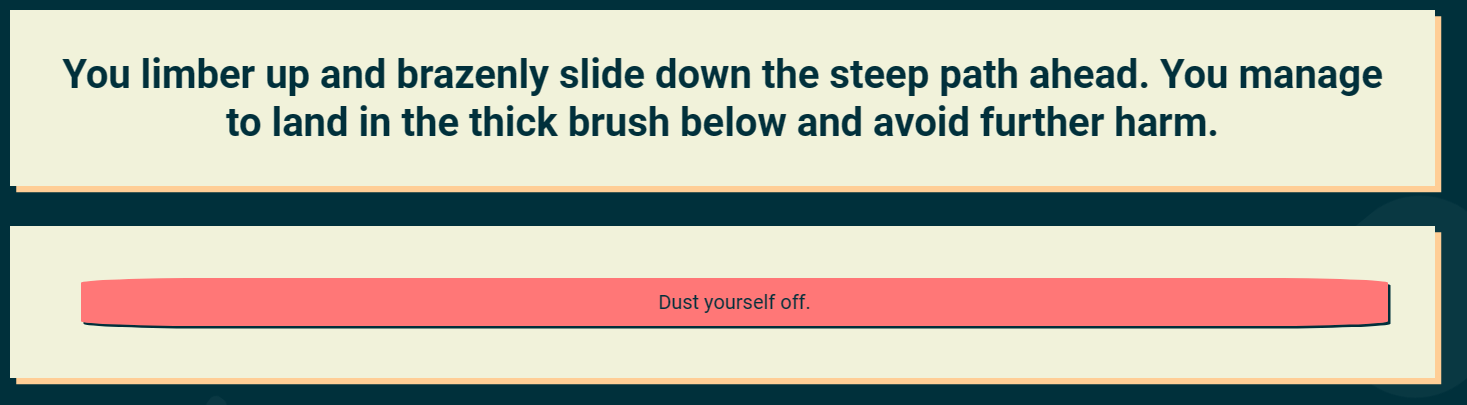 You limber up and brazenly slide down the steep path ahead. You manage
to land in the thick brush below and avoid further harm.
Dust yourself off.